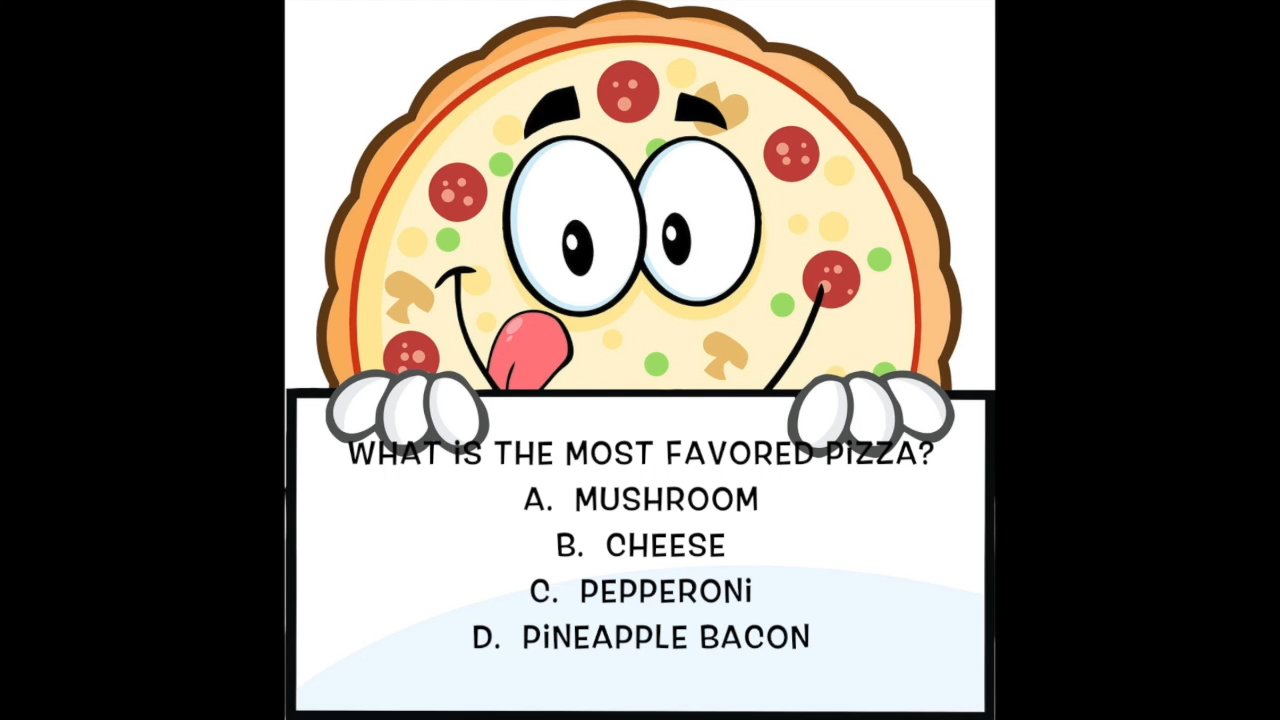 WHAT iS THE MOST FAVORED PiZZA?
A. MUSHROOM
B. CHEESE
C. PEPPERONi
D. PiNEAPPLE BACON